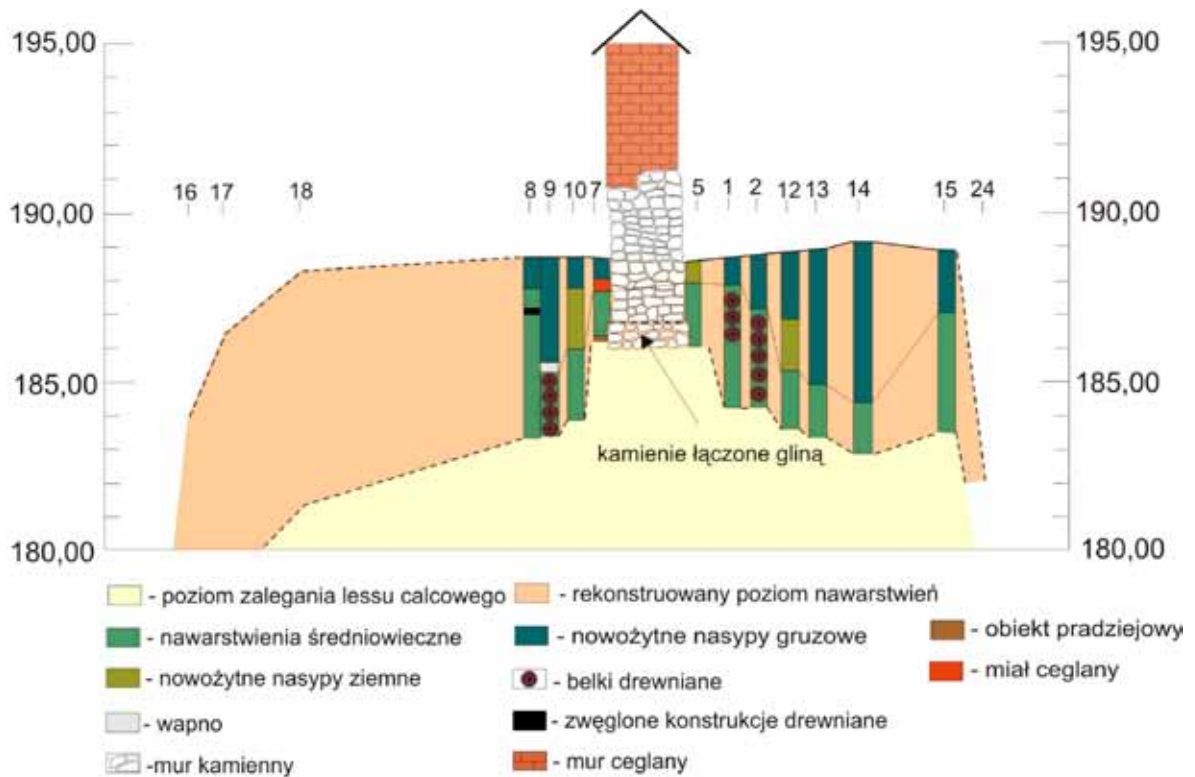 195,00 195,00
16 17 18 8 9 10 7 5 1 2 12 13 14 15 24
190,00 190,00
185,00 185,00
kamienie łączone gliną
180,00 180,00
- poziom zalegania lessu calcowego - rekonstruowany poziom nawarstwień
- nawarstwienia średniowieczne - nowożytne nasypy gruzowe - obiekt pradziejowy
- nowożytne nasypy ziemne - belki drewniane - miał ceglany
- wapno - zwęglone konstrukcje drewniane
-mur kamienny - mur ceglany